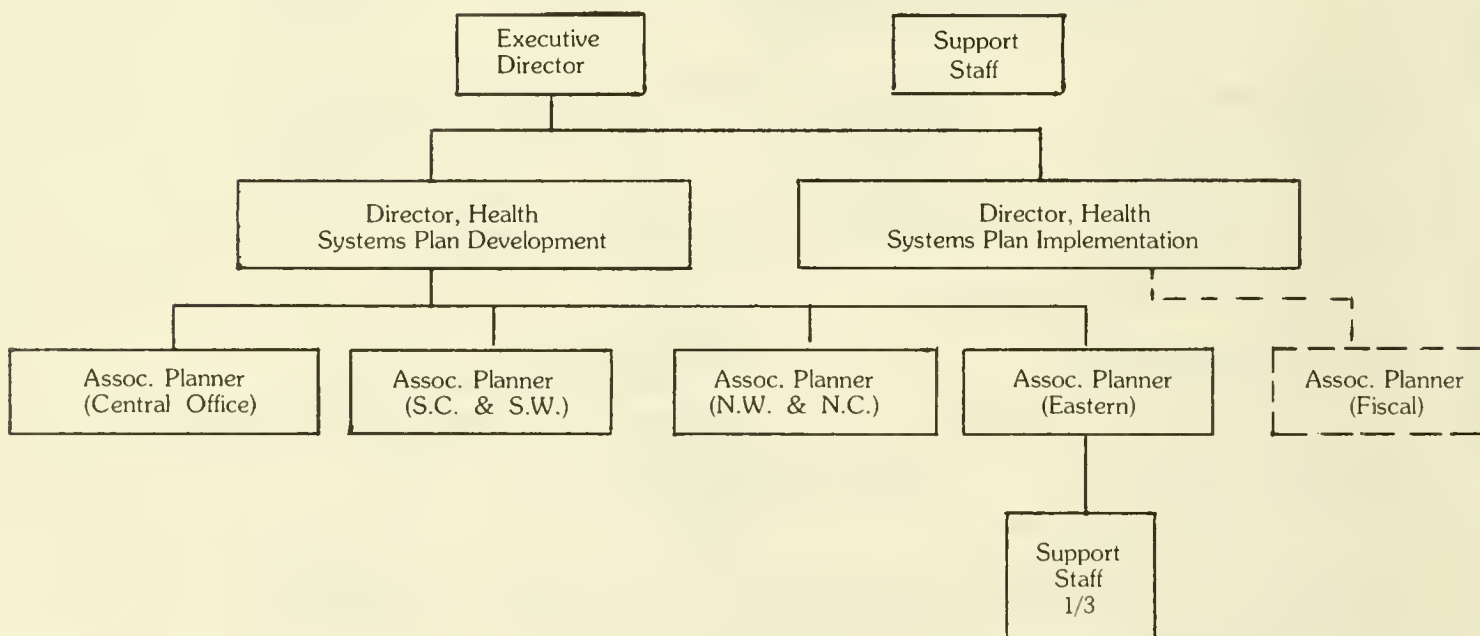 Executive
Director
Support
Staff
Director, Health
Systems Plan Development
Director, Health
Systems Plan Implementation
Assoc. Planner
(Central Office)
Assoc. Planner
(S.C. & S.W.)
Assoc. Planner
(N.W. & N.C.)
Assoc. Planner
(Eastern)
Assoc. Planner
(Fiscal)
Support
Staff
1/3